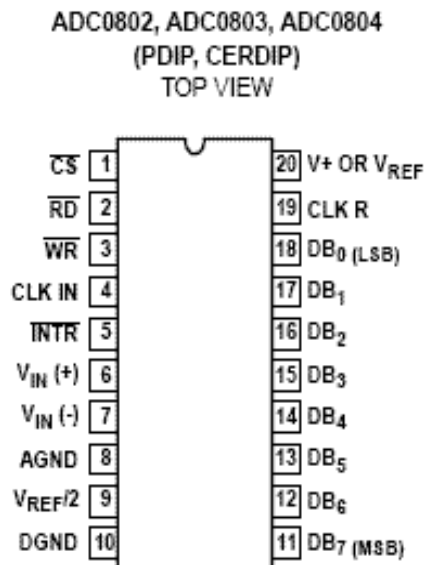 ADC0802, ADC0803, ADC0804
(PDIP, CERDIP)
TOP VIEW
CS 1 20 V+ OR VREF
RD 2 19 CLK R
WR 3 18 DB0 (LSB)
CLK IN 4 17 DB1
INTR 5 16 DB2
VIN (+) 6 15 DB3
VIN (-) 7 14 DB4
AGND 8 13 DB5
VREF/2 9 12 DB6
DGND 10 11 DB7 (MSB)